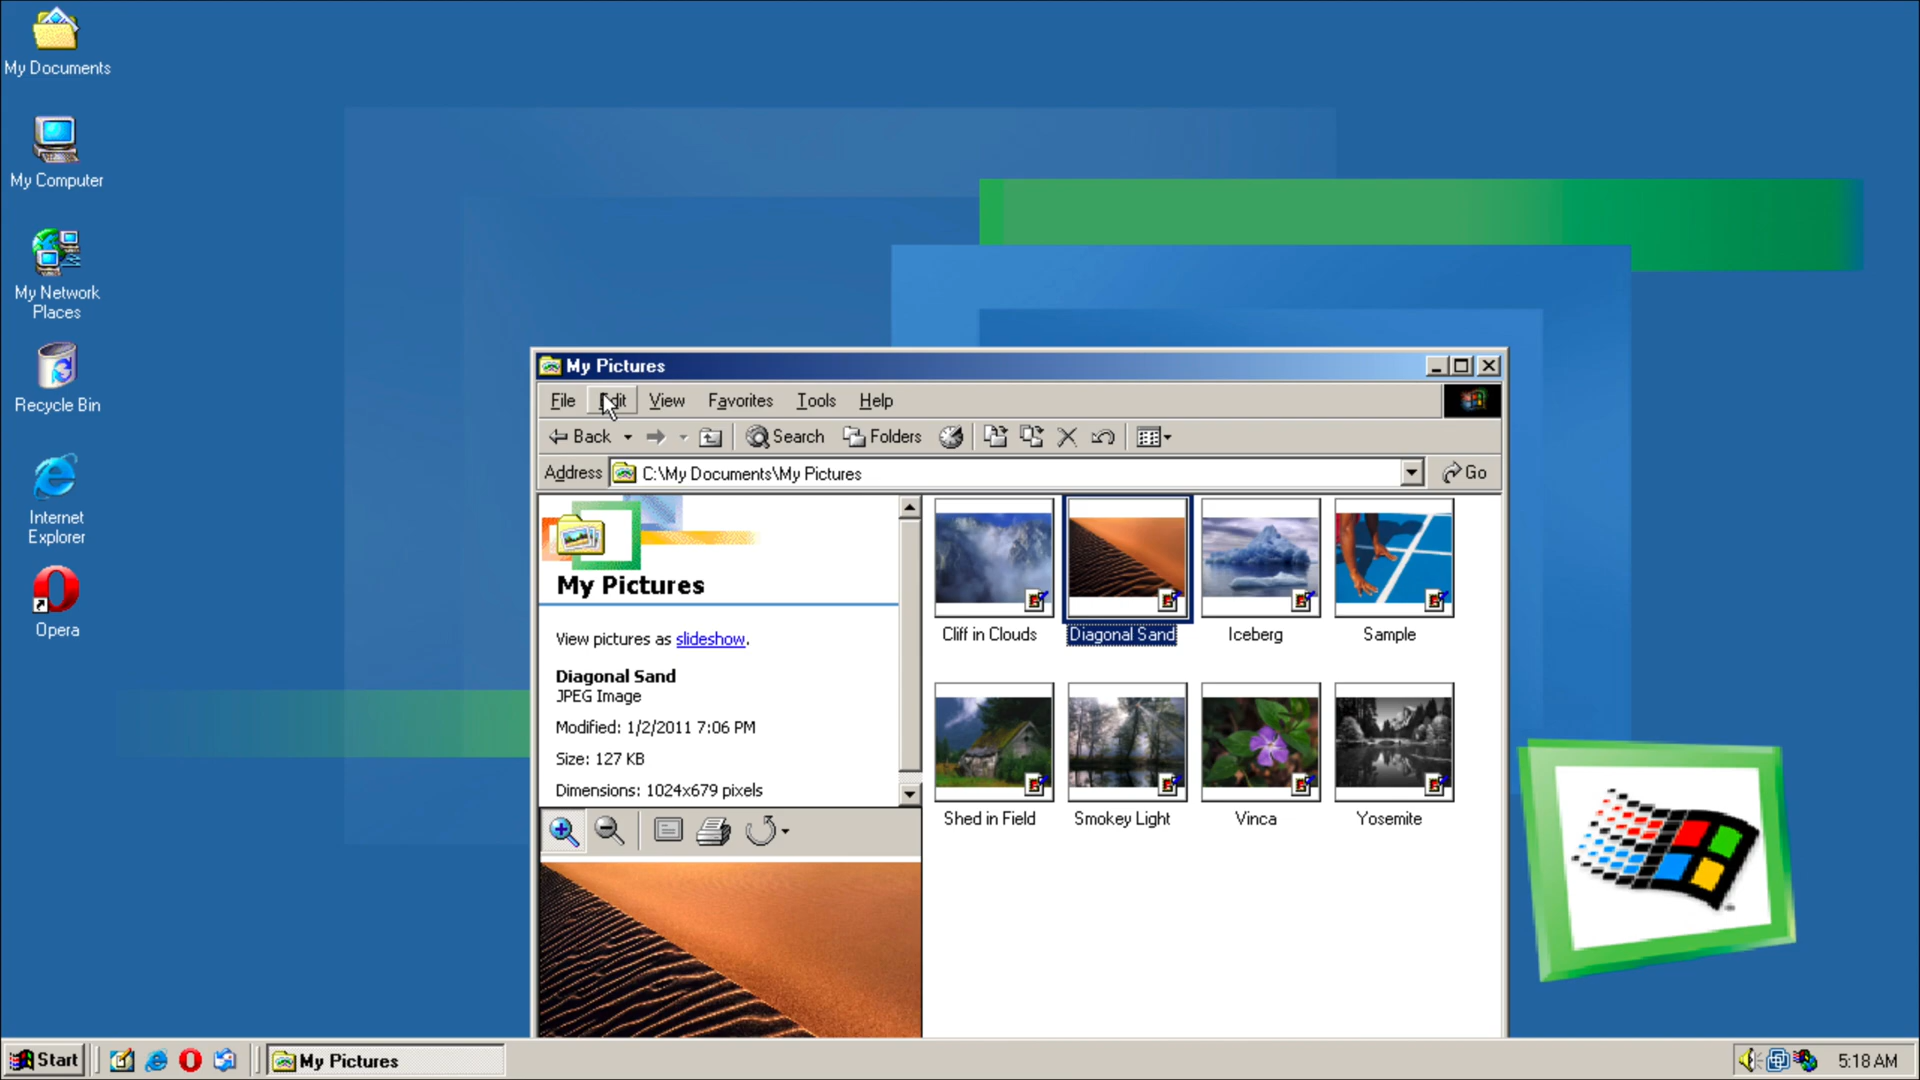 My Documents
My Computer
My Network
Places
Recycle Bin
Internet
Explorer
Opera
My Pictures
File Edit View Favorites Tools Help
Back Search Folders
Address C:\My Documents\My Pictures Go
My Pictures
View pictures as slideshow.
Diagonal Sand
JPEG Image
Modified: 1/2/2011 7:06 PM
Size: 127 KB
Dimensions: 1024x679 pixels
Cliff in Clouds Diagonal Sand Iceberg Sample
Shed in Field Smokey Light Vinca Yosemite
Start My Pictures 5:18 AM